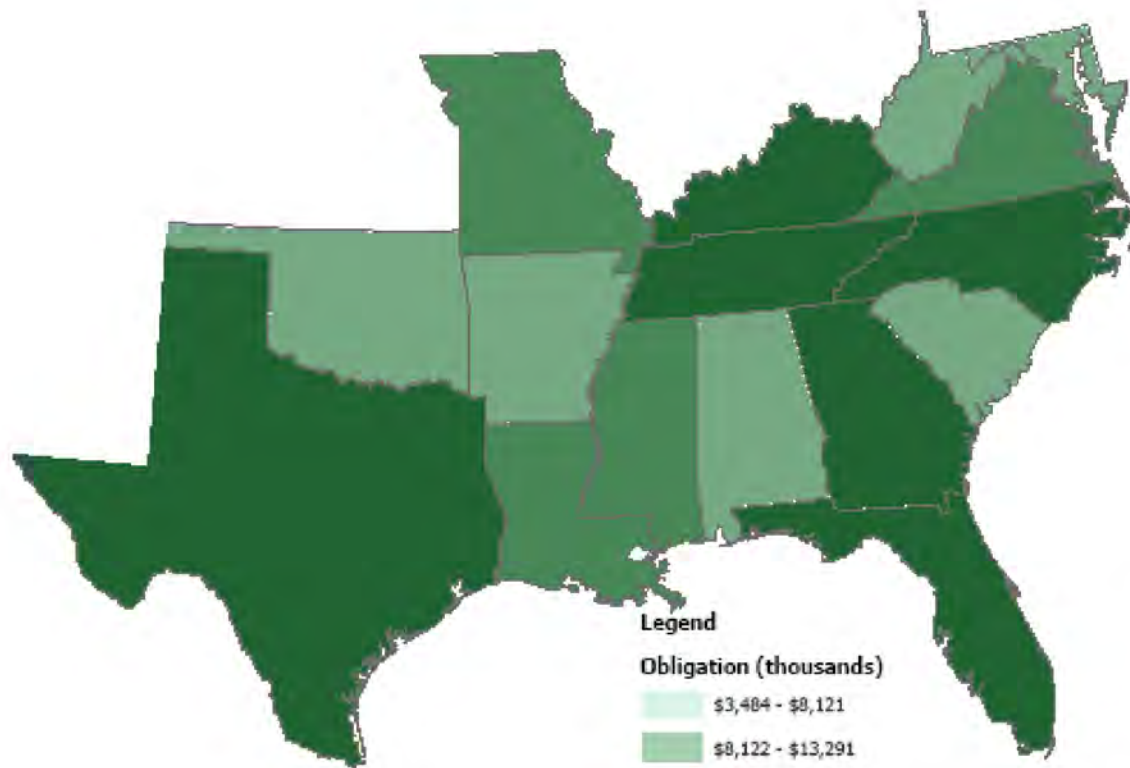 Legend
Obligation (thousands)
$3,484 - $8,121
$8,122 - $13,291